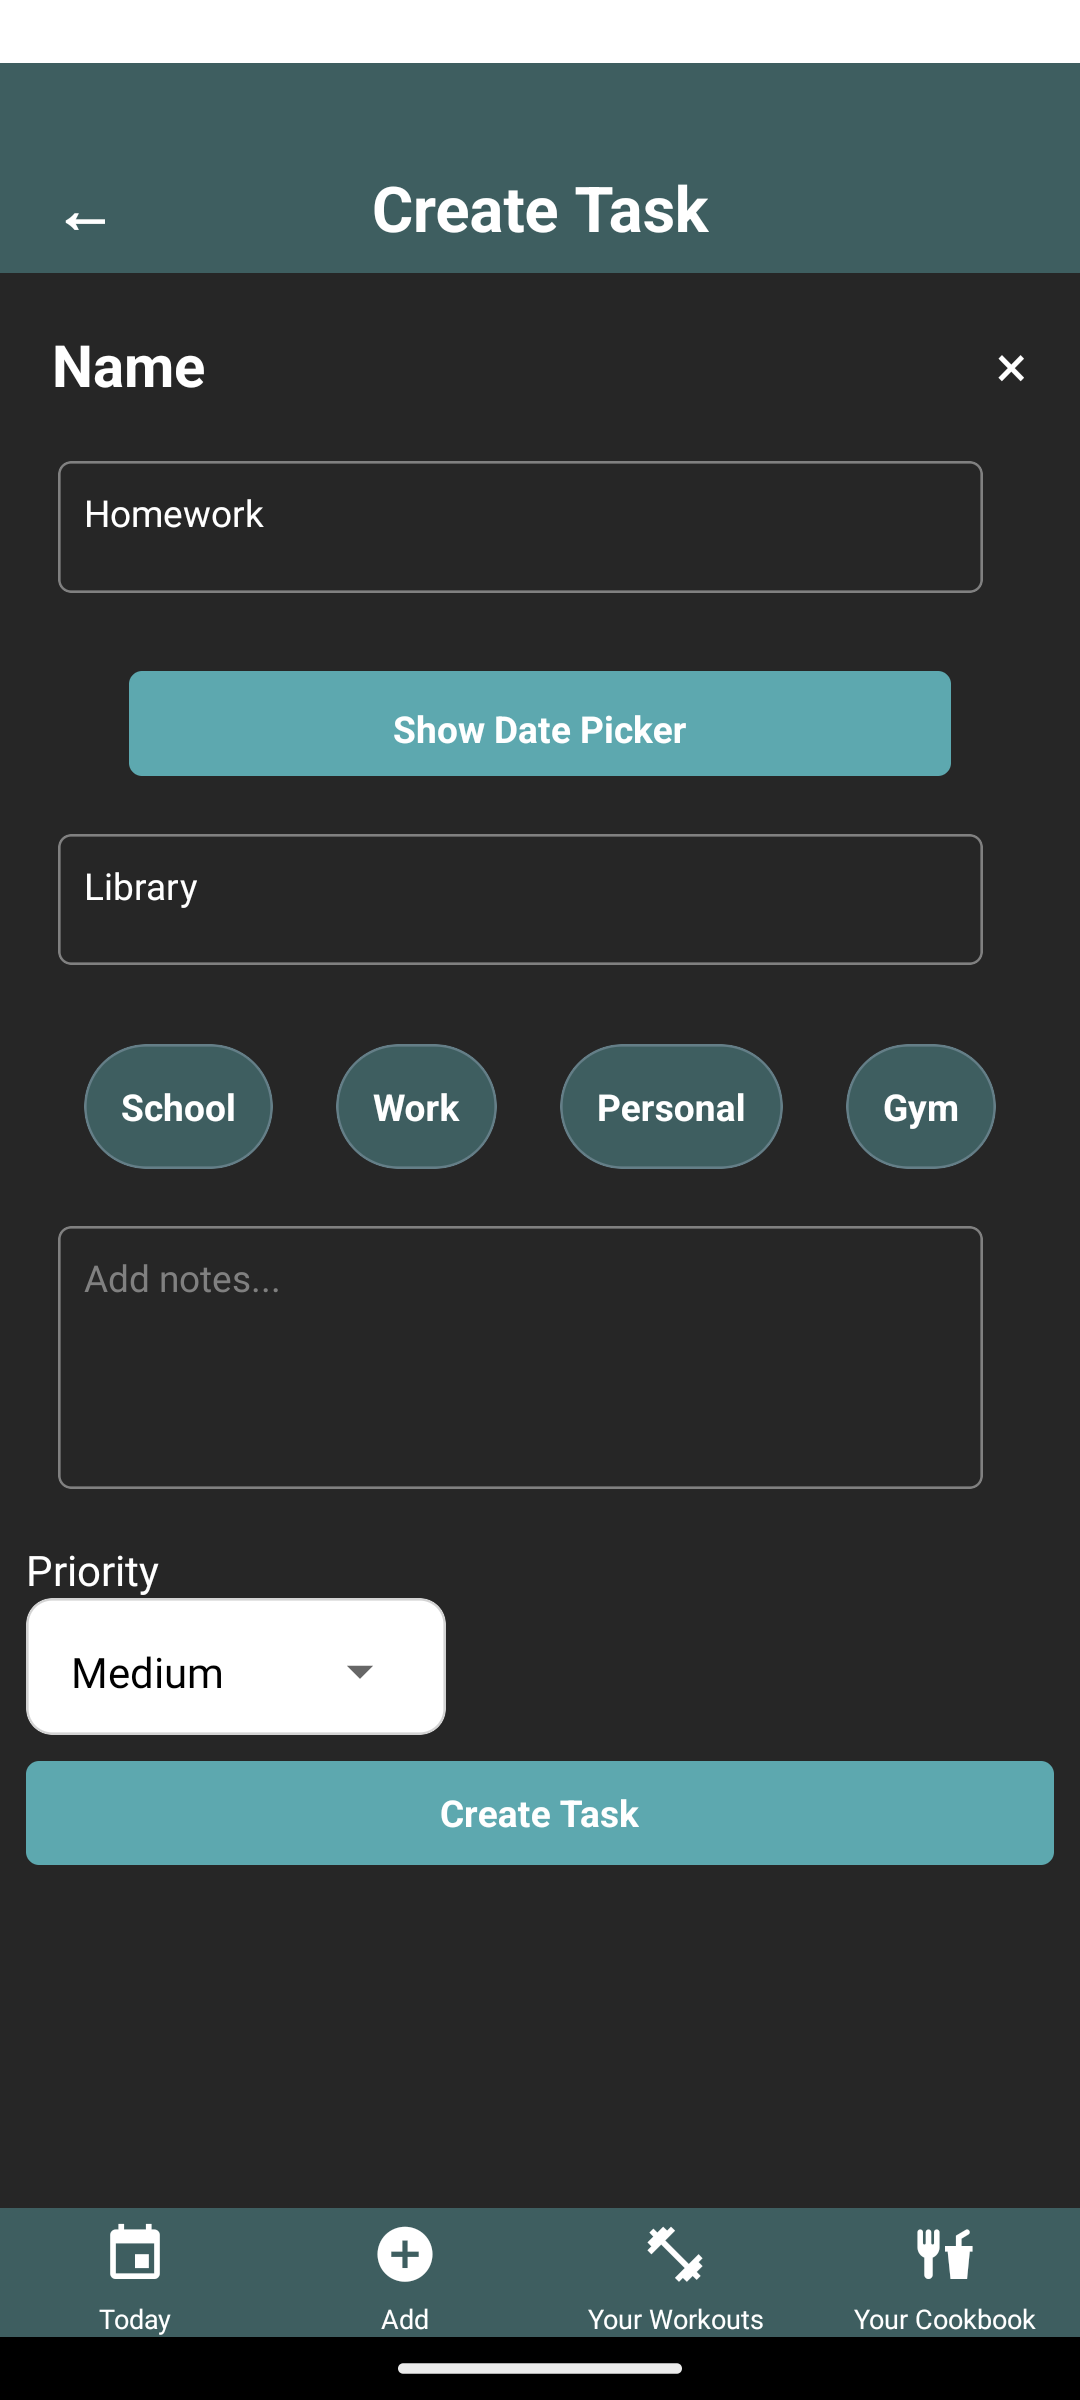 ← Create Task
Name ×
Homework
Show Date Picker
Library
School Work Personal Gym
Add notes...
Priority
Medium
Create Task
Today Add Your Workouts Your Cookbook